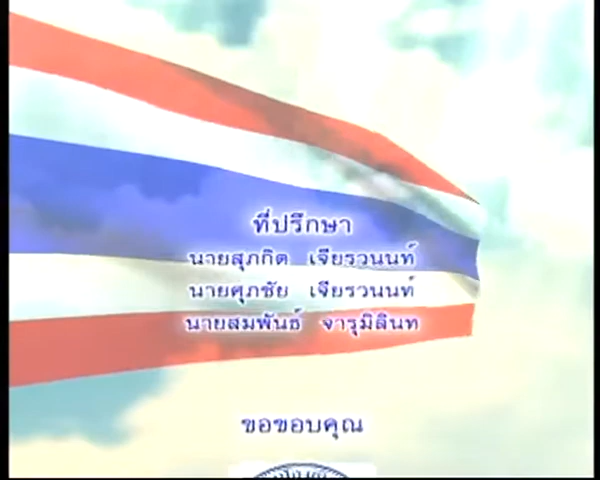 ที่ปรึกษา
นายสุภกิต เจียรวนนท์
นายศุภชัย เจียรวนนท์
นายสมพันธ์ จารุมิลินท
ขอขอบคุณ